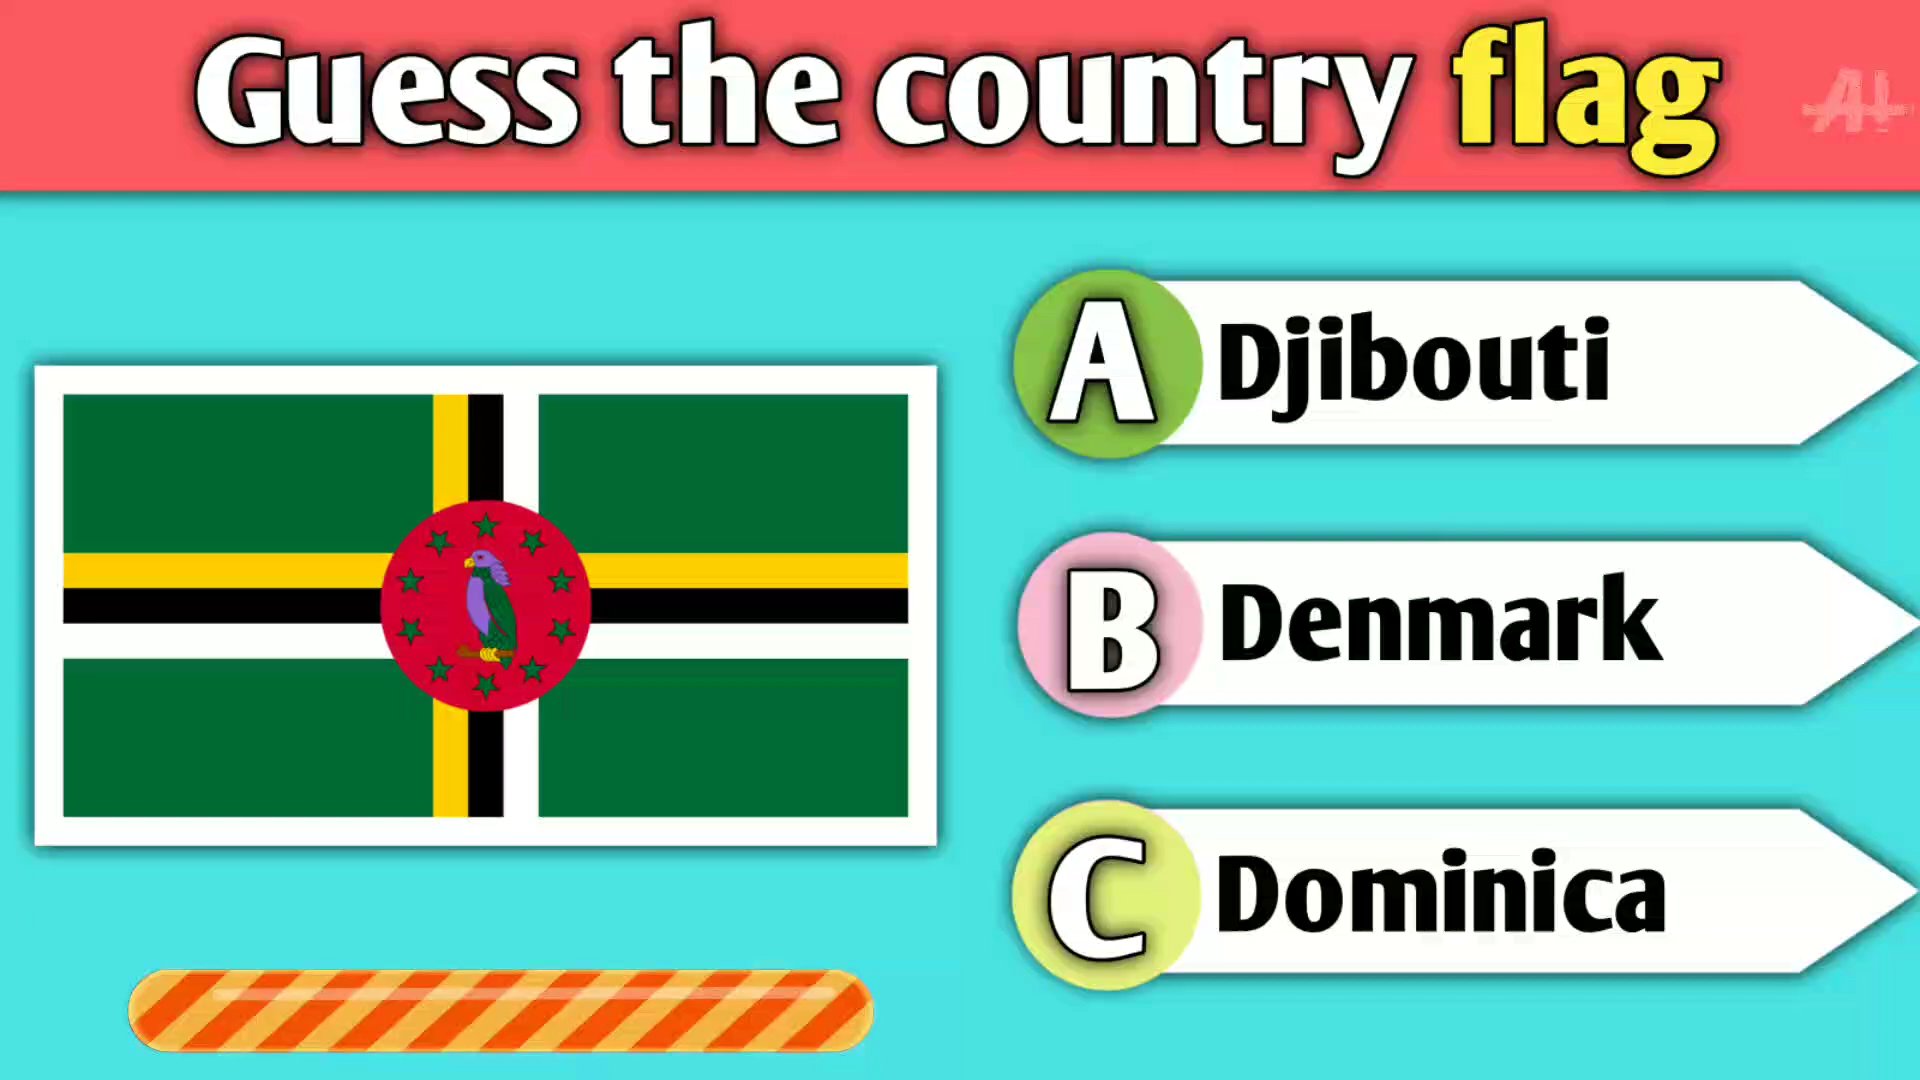 Guess the country flag
A Djibouti
B Denmark
C Dominica